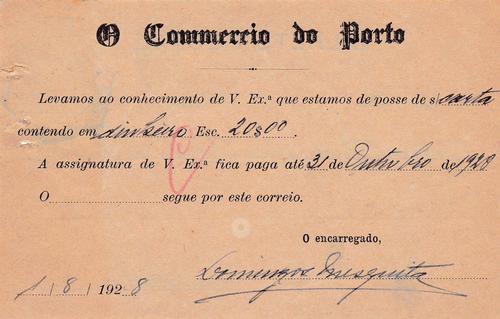 O Commercio do Porto
Levamos ao conhecimento de V. Ex.ª que estamos de posse de s/ carta
contendo em dinheiro Esc. 20$00.
A assignatura de V. Ex.ª fica paga até 31 de Outubro de 1928
O.....................segue por este correio.
O encarregado,
Domingos Mesquita
1 / 8 / 1928